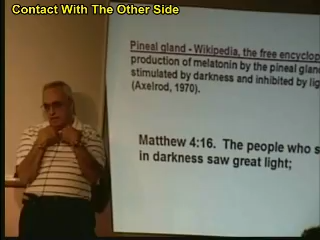 Contact With The Other Side
Pineal gland - Wikipedia, the free encyclop
production of melatonin by the pineal glan
stimulated by darkness and inhibited by lig
(Axelrod, 1970).
Matthew 4:16. The people who s
in darkness saw great light;